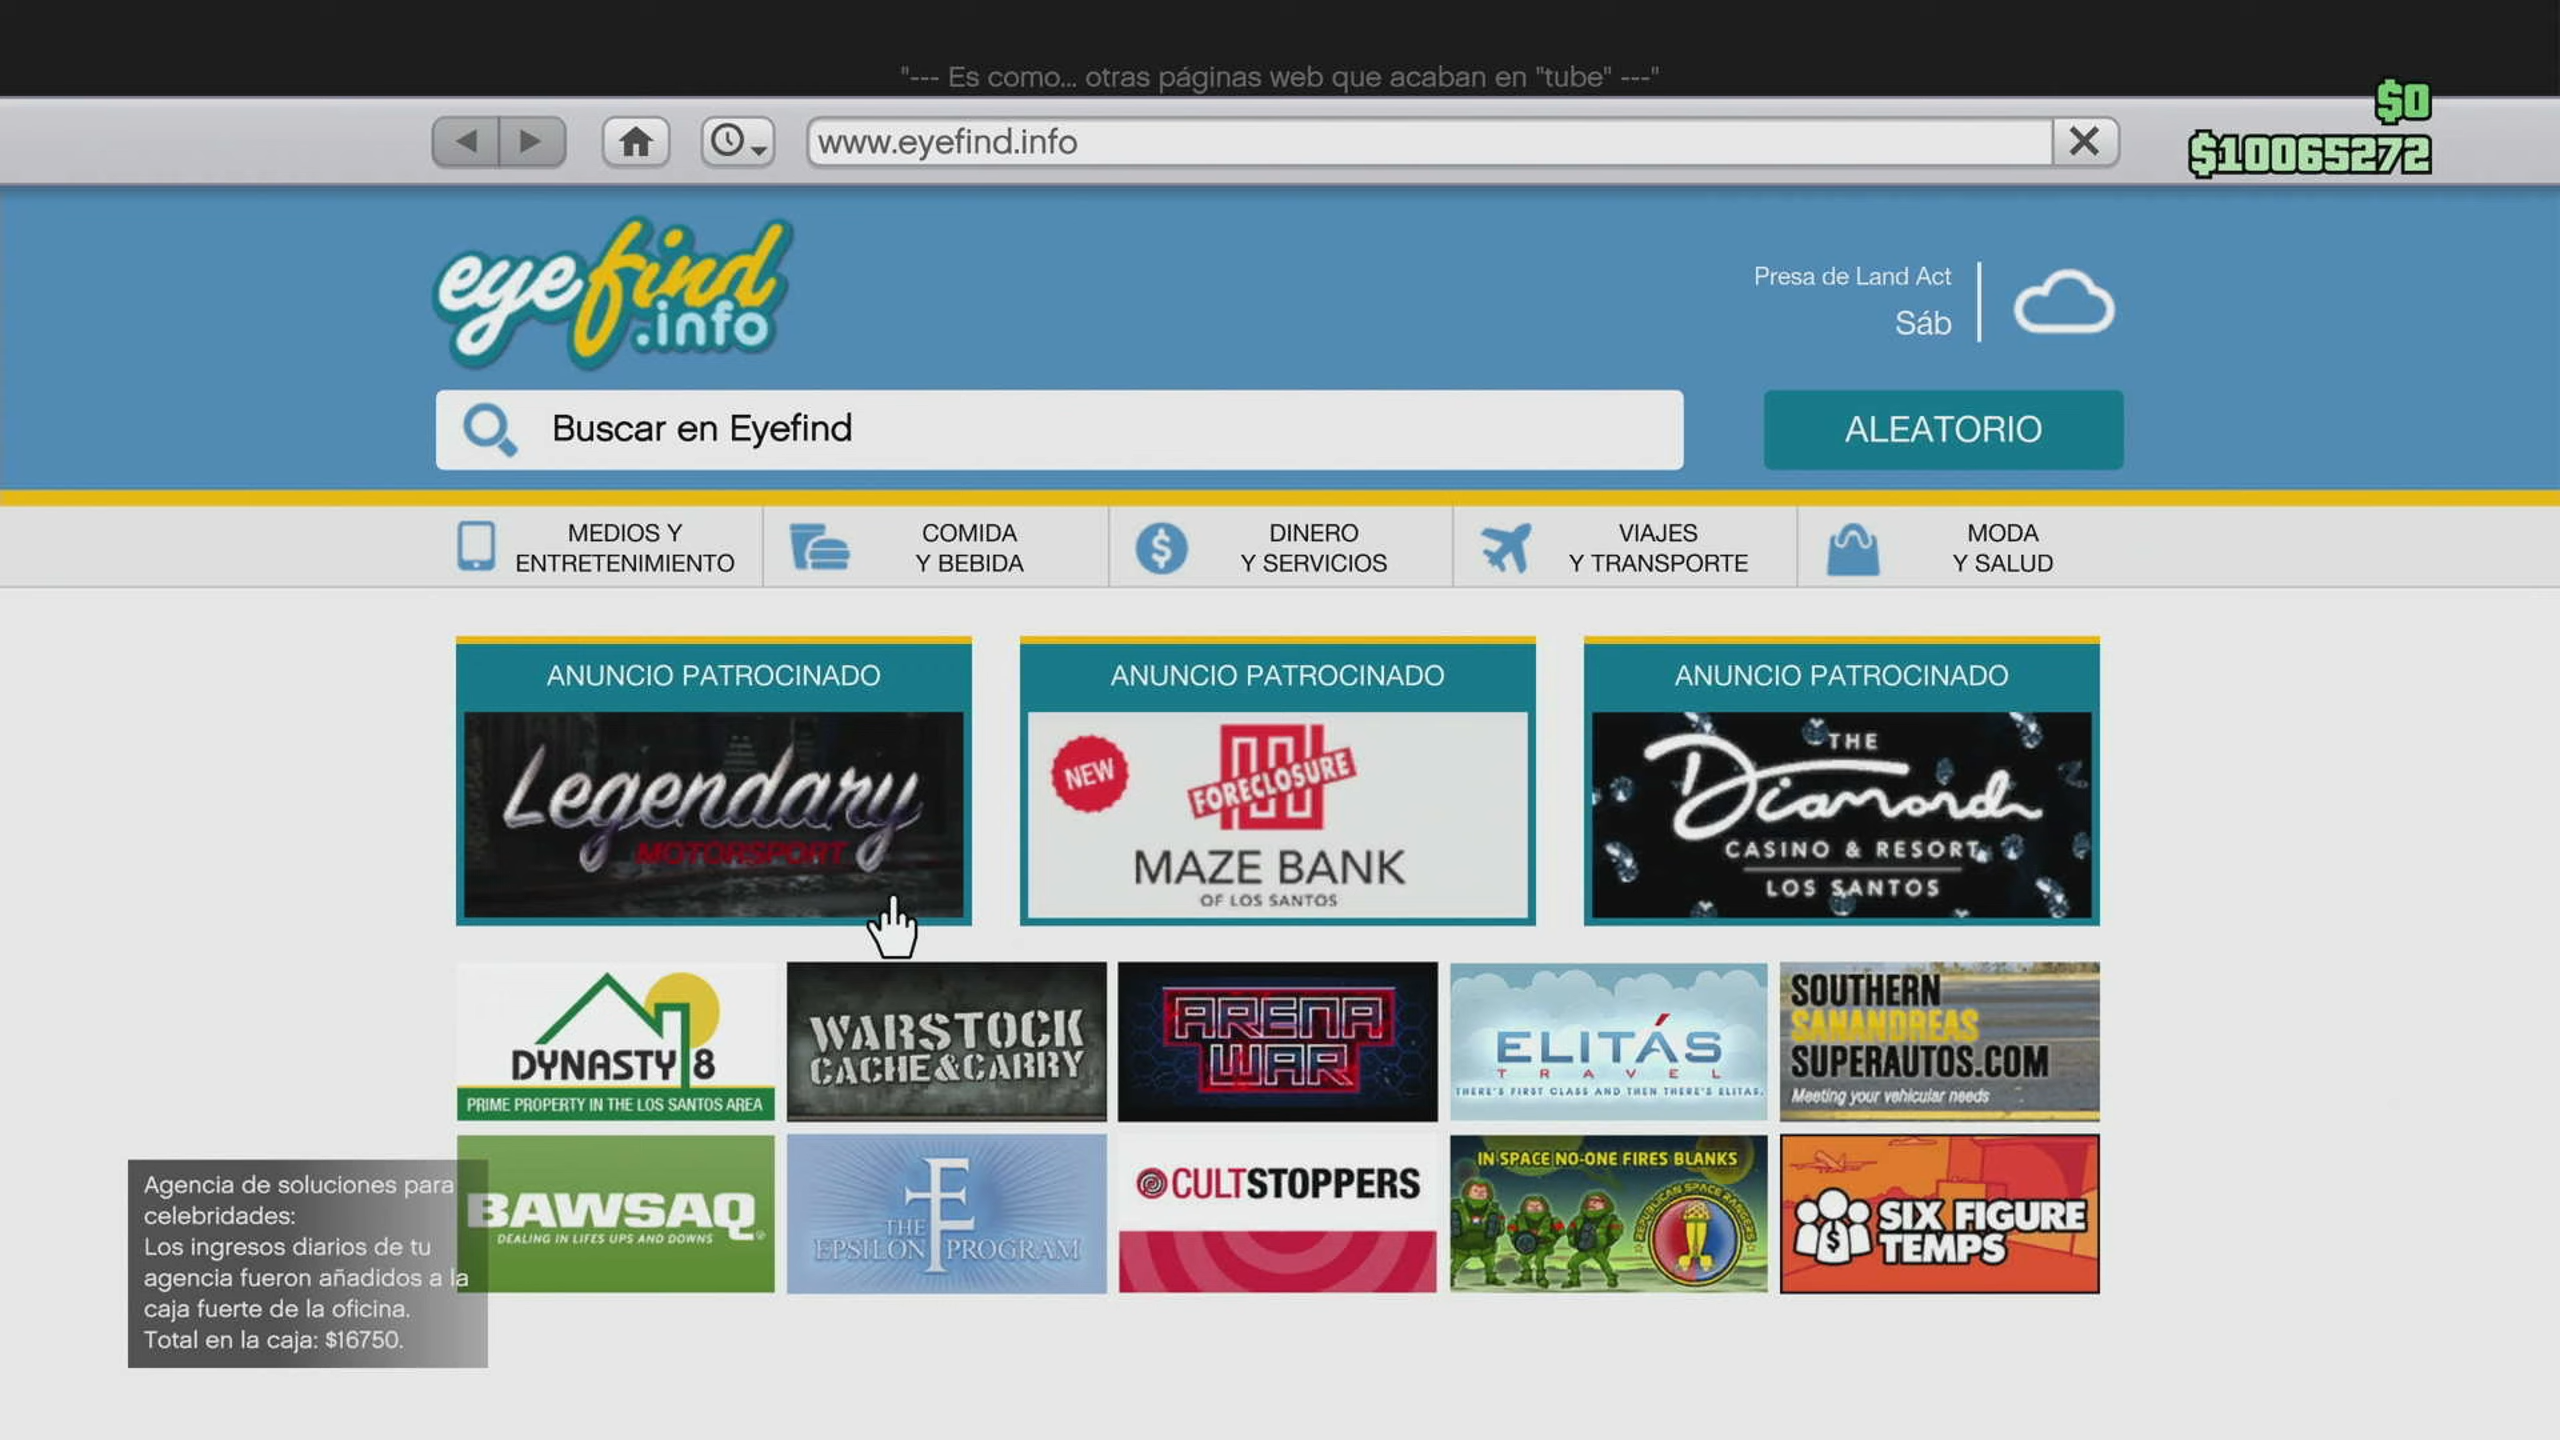 "--- Es como... otras páginas web que acaban en "tube" ---"
$0
www.eyefind.info
$10065272
eyefind
.info
Presa de Land Act
Sáb
Buscar en Eyefind
ALEATORIO
MEDIOS Y
ENTRETENIMIENTO
COMIDA
Y BEBIDA
DINERO
Y SERVICIOS
VIAJES
Y TRANSPORTE
MODA
Y SALUD
ANUNCIO PATROCINADO
Legendary
MOTORSPORT
ANUNCIO PATROCINADO
NEW
FORECLOSURE
MAZE BANK
OF LOS SANTOS
ANUNCIO PATROCINADO
THE
Diamond
CASINO & RESORT
LOS SANTOS
DYNASTY 8
PRIME PROPERTY IN THE LOS SANTOS AREA
WARSTOCK
CACHE&CARRY
ARENA
WAR
ELITÁS
TRAVEL
THERE'S FIRST CLASS AND THEN THERE'S ELITAS.
SOUTHERN
SANANDREAS
SUPERAUTOS.COM
Meeting your vehicular needs
BAWSAQ
DEALING IN LIFES UPS AND DOWNS
THE
EPSILON PROGRAM
CULTSTOPPERS
IN SPACE NO-ONE FIRES BLANKS
REPUBLICAN SPACE RANGERS
SIX FIGURE
TEMPS
Agencia de soluciones para
celebridades:
Los ingresos diarios de tu
agencia fueron añadidos a la
caja fuerte de la oficina.
Total en la caja: $16750.